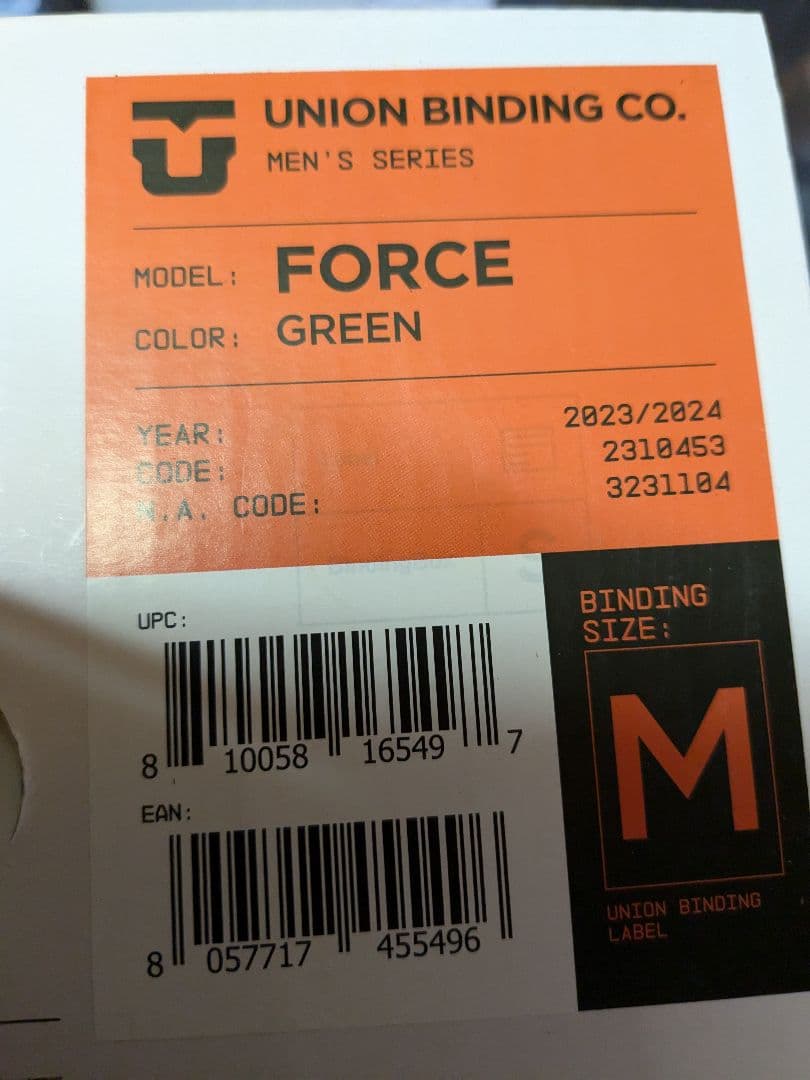 UNION BINDING CO.
MEN'S SERIES
MODEL: FORCE
COLOR: GREEN
YEAR: 2023/2024
CODE: 2310453
N.A. CODE: 3231104
UPC:
8 10058 16549 7
EAN:
8 057717 455496
BINDING
SIZE:
M
UNION BINDING
LABEL